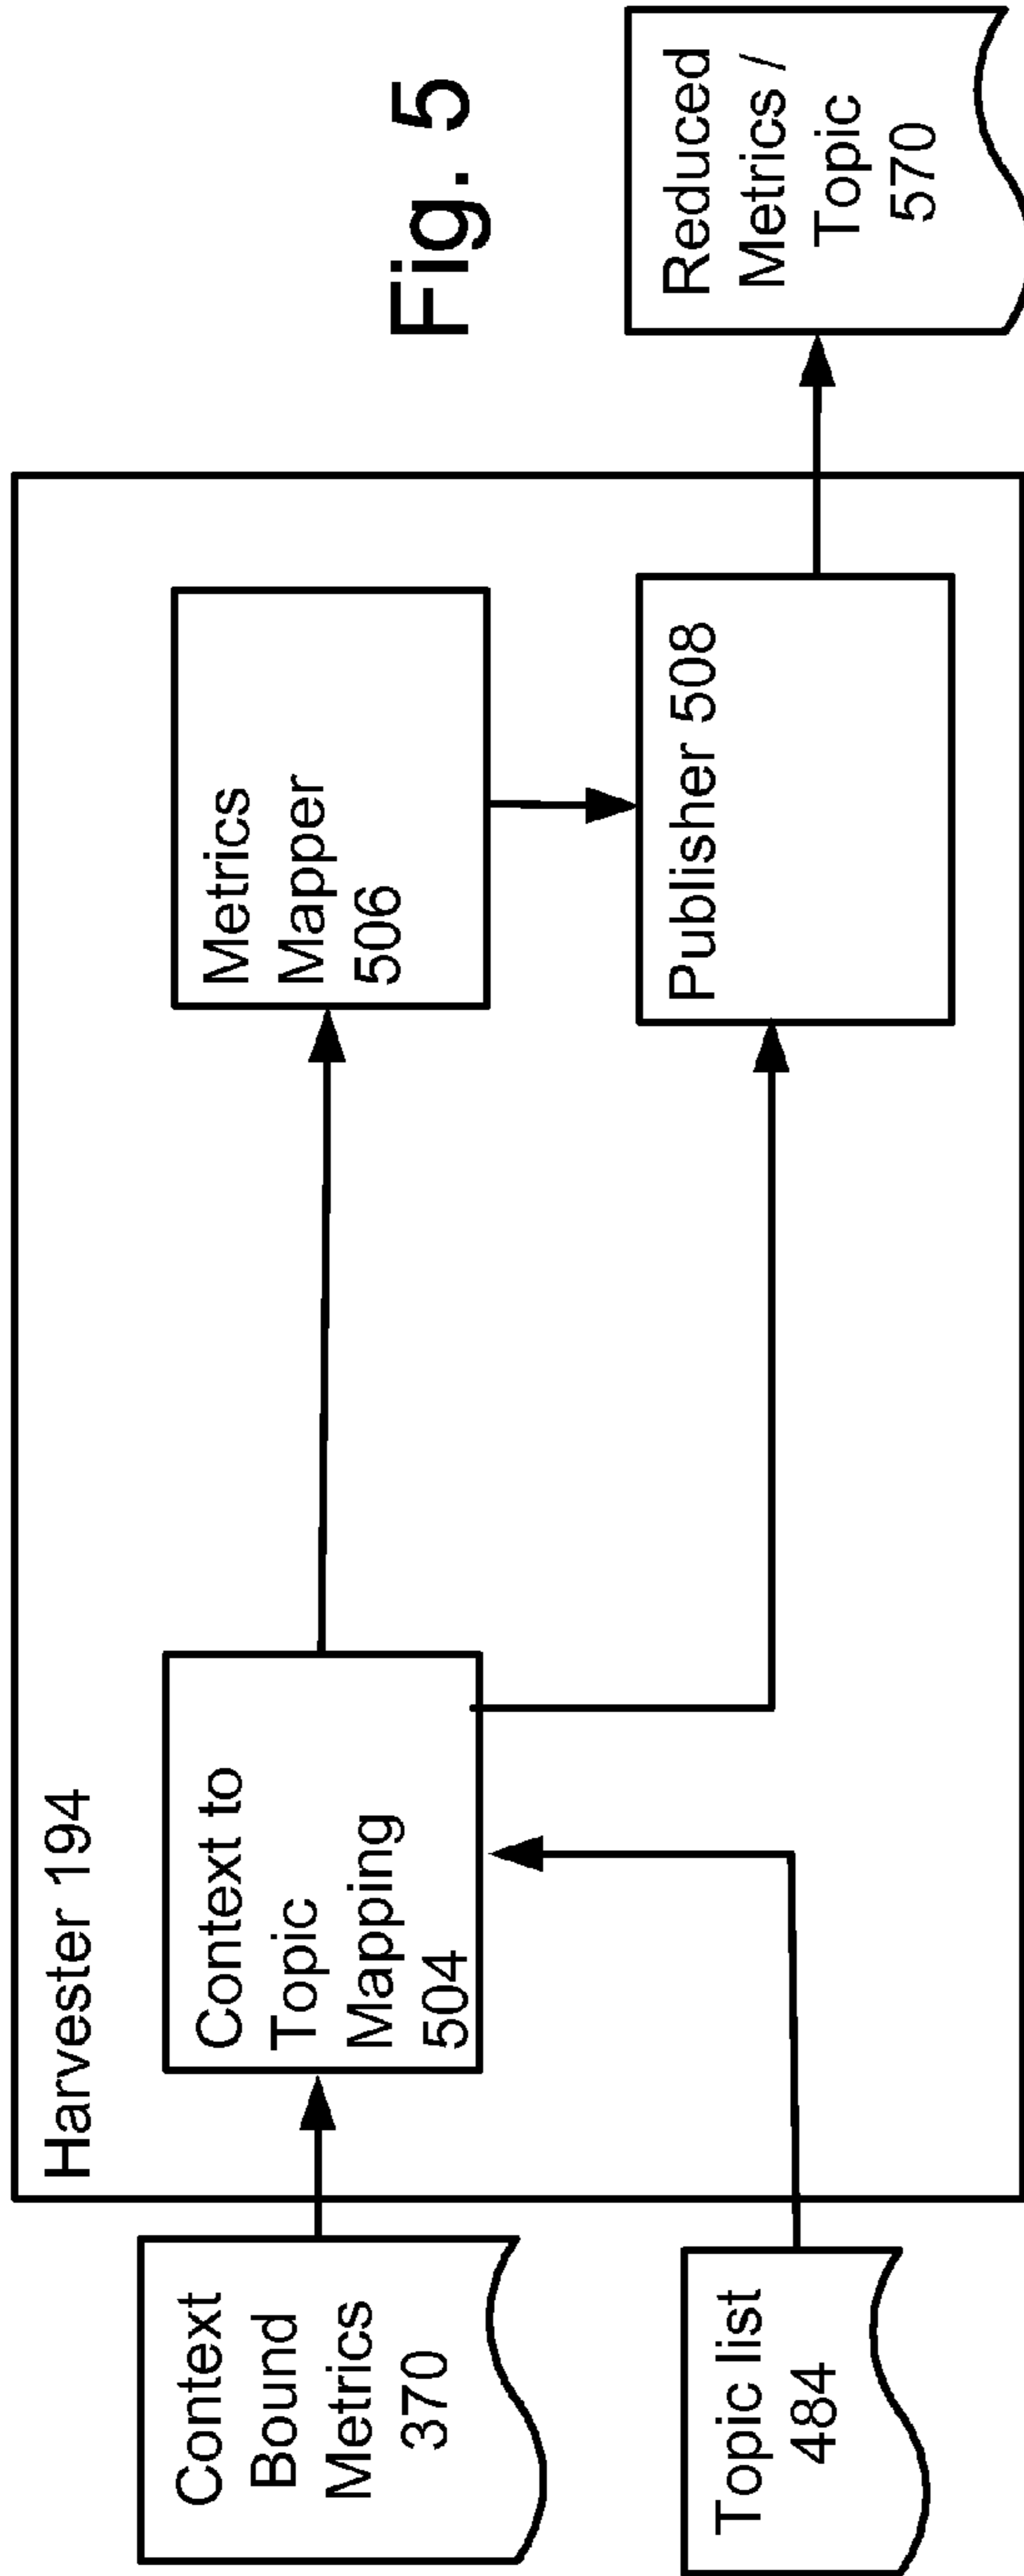 Fig. 5
Harvester 194
Context
Bound
Metrics
370
Topic list
484
Context to
Topic
Mapping
504
Metrics
Mapper
506
Publisher 508
Reduced
Metrics /
Topic
570